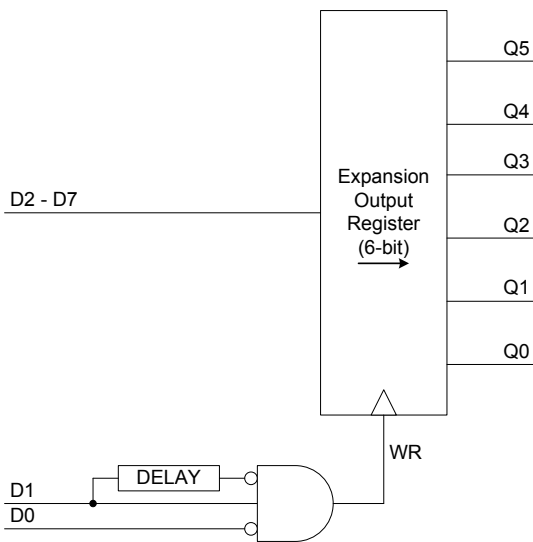 Q5
Q4
Q3
Expansion
Output
Register
(6-bit)
D2 - D7
Q2
Q1
Q0
WR
DELAY
D1
D0